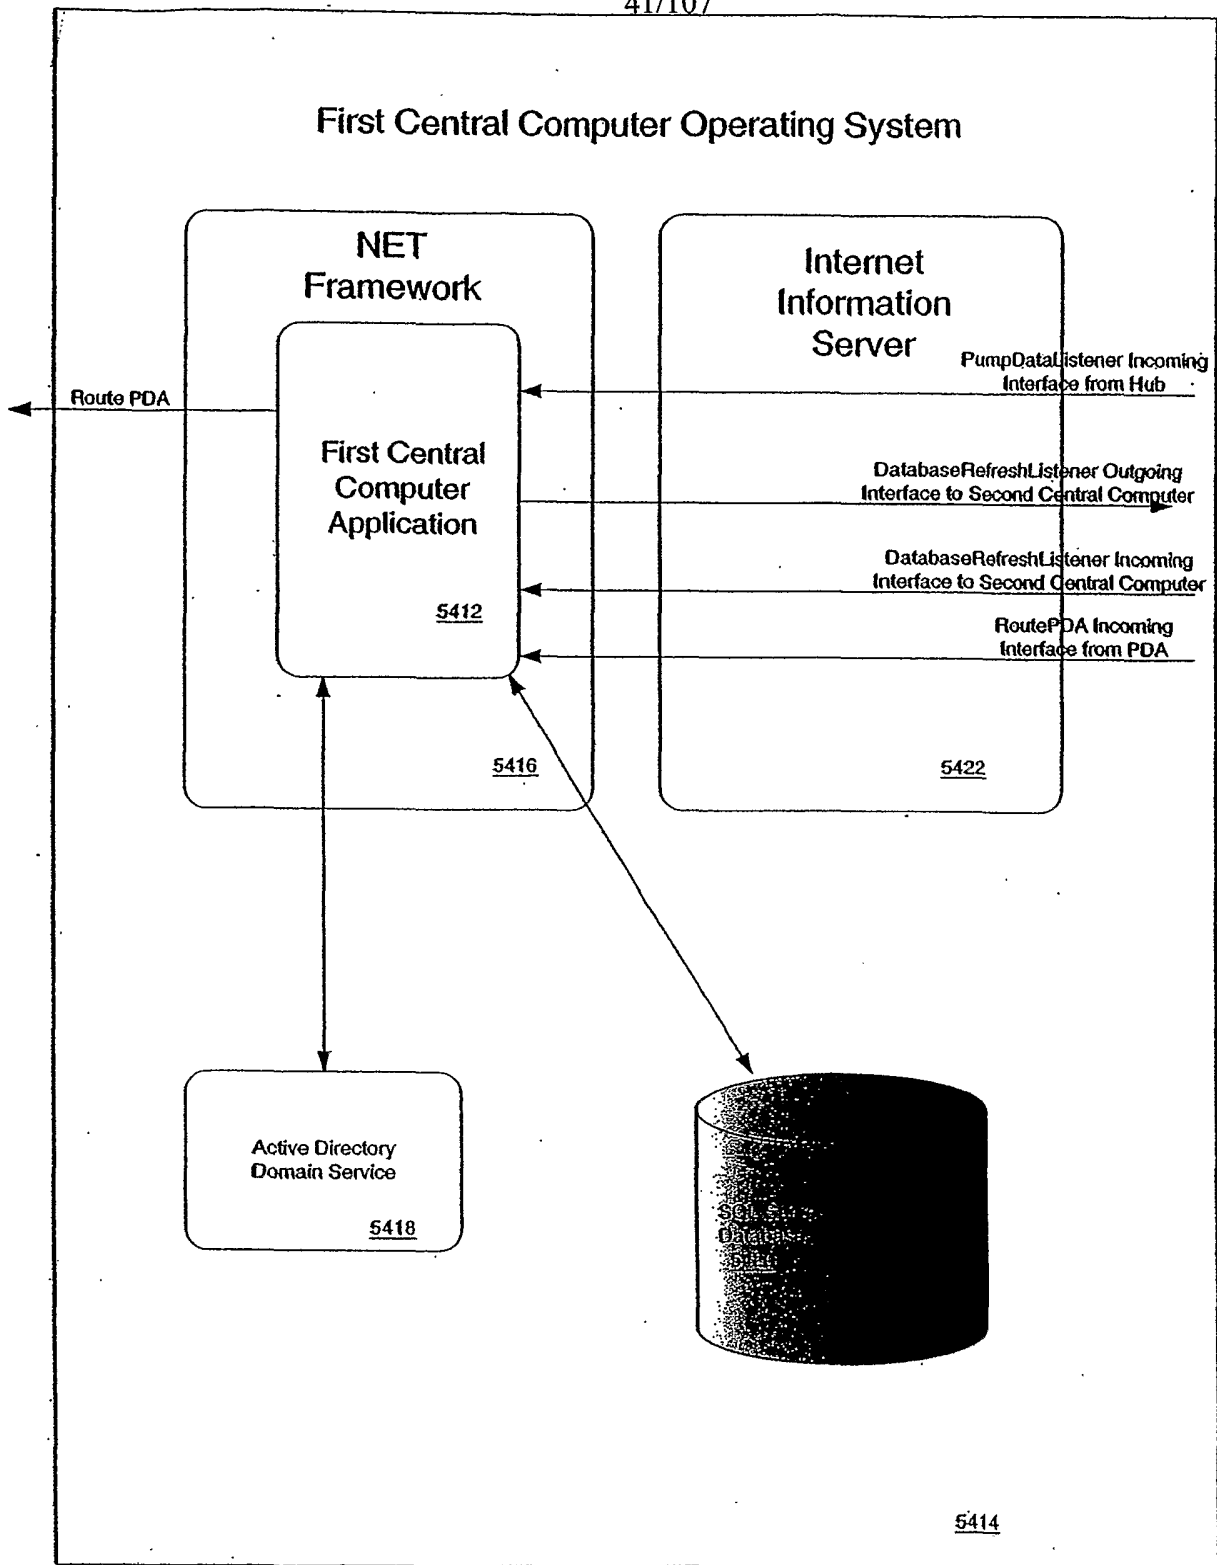 41/107
First Central Computer Operating System
NET
Framework
Internet
Information
Server
PumpDataListener Incoming
Interface from Hub
Route PDA
First Central
Computer
Application
DatabaseRefreshListener Outgoing
Interface to Second Central Computer
DatabaseRefreshListener Incoming
Interface to Second Central Computer
5412
RoutePDA Incoming
Interface from PDA
5416
5422
Active Directory
Domain Service
5418
SQL
5414